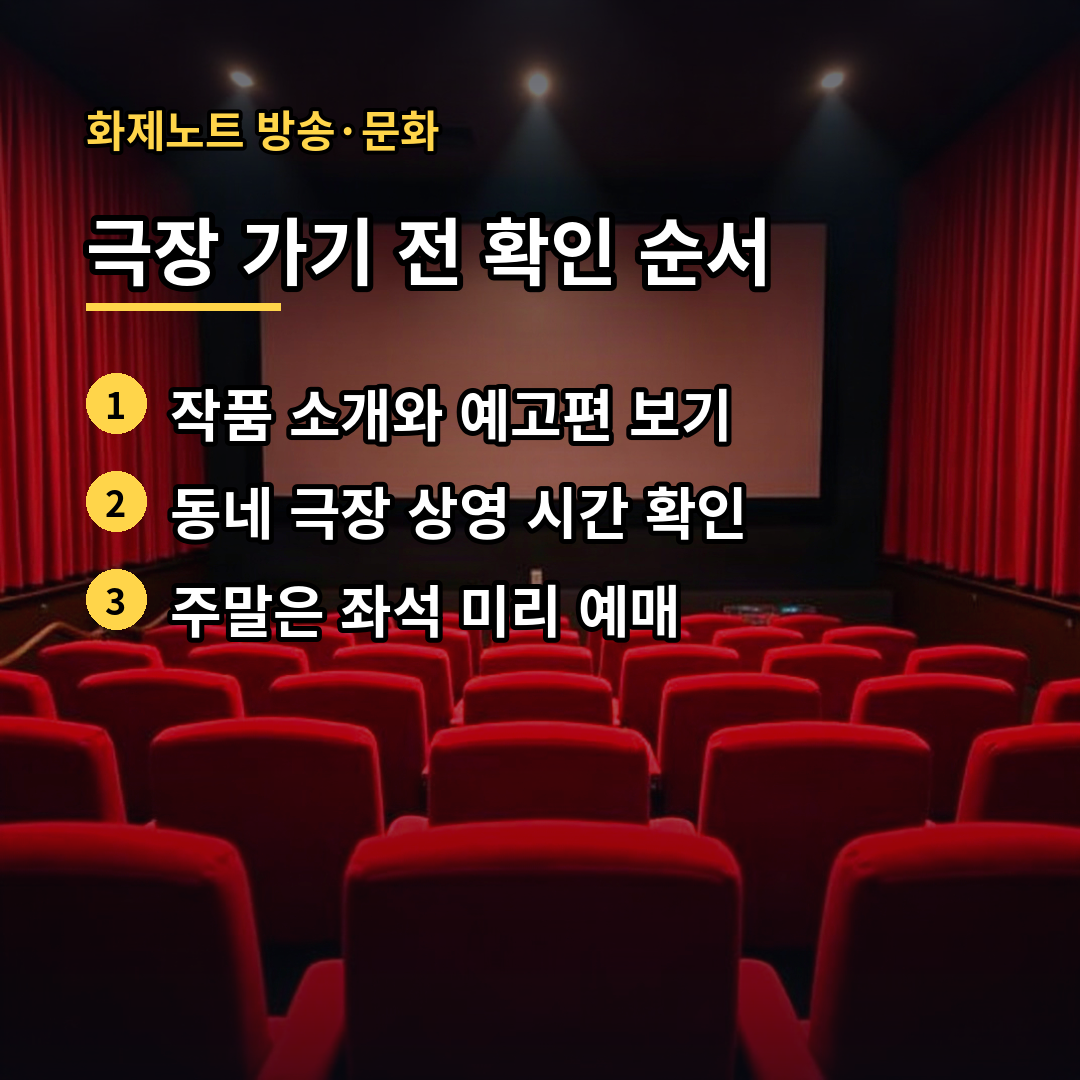 화제노트 방송·문화
극장 가기 전 확인 순서
1 작품 소개와 예고편 보기
2 동네 극장 상영 시간 확인
3 주말은 좌석 미리 예매